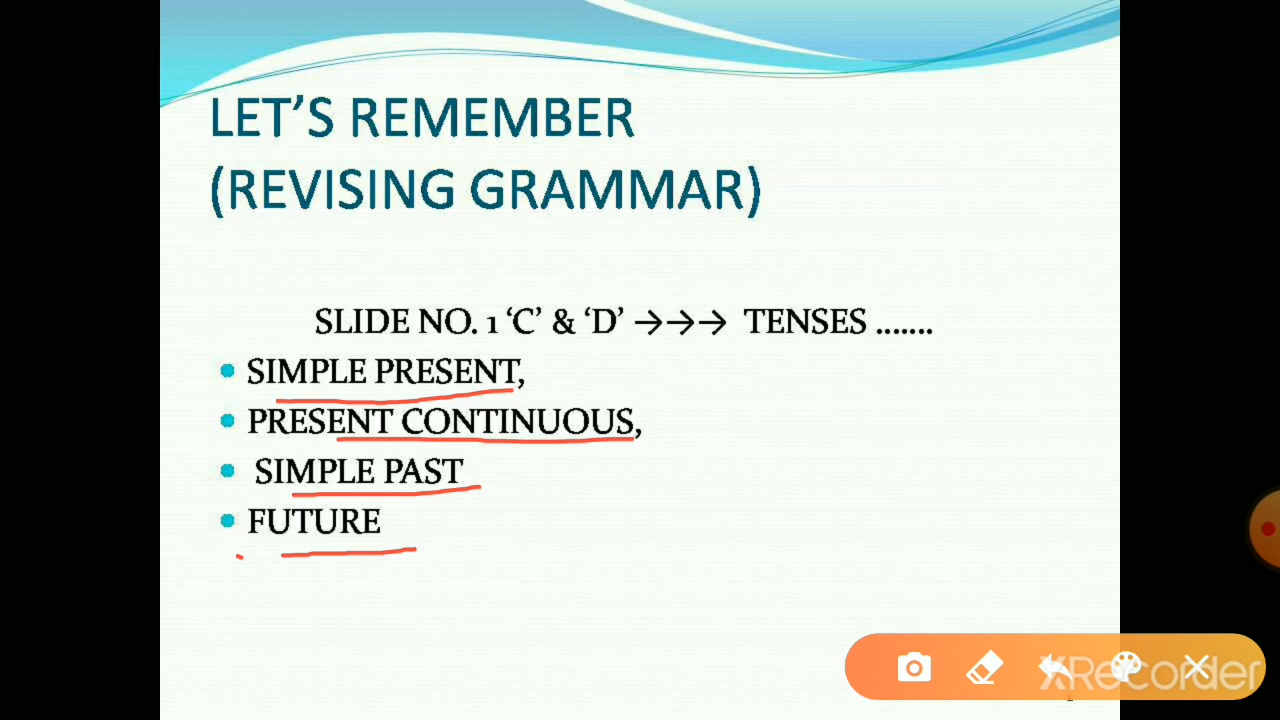 LET’S REMEMBER
(REVISING GRAMMAR)
SLIDE NO. 1 ‘C’ & ‘D’ →→→ TENSES .......
SIMPLE PRESENT,
PRESENT CONTINUOUS,
SIMPLE PAST
FUTURE
XRecorder